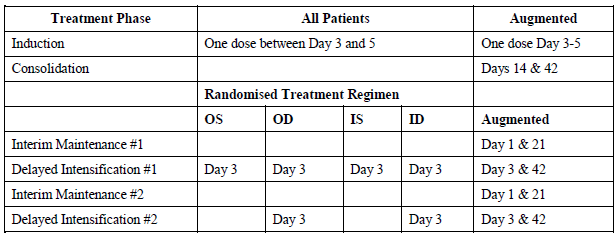 Treatment Phase All Patients Augmented
Induction One dose between Day 3 and 5 One dose Day 3-5
Consolidation Days 14 & 42
Randomised Treatment Regimen
OS OD IS ID Augmented
Interim Maintenance #1 Day 1 & 21
Delayed Intensification #1 Day 3 Day 3 Day 3 Day 3 Day 3 & 42
Interim Maintenance #2 Day 1 & 21
Delayed Intensification #2 Day 3 Day 3 Day 3 & 42